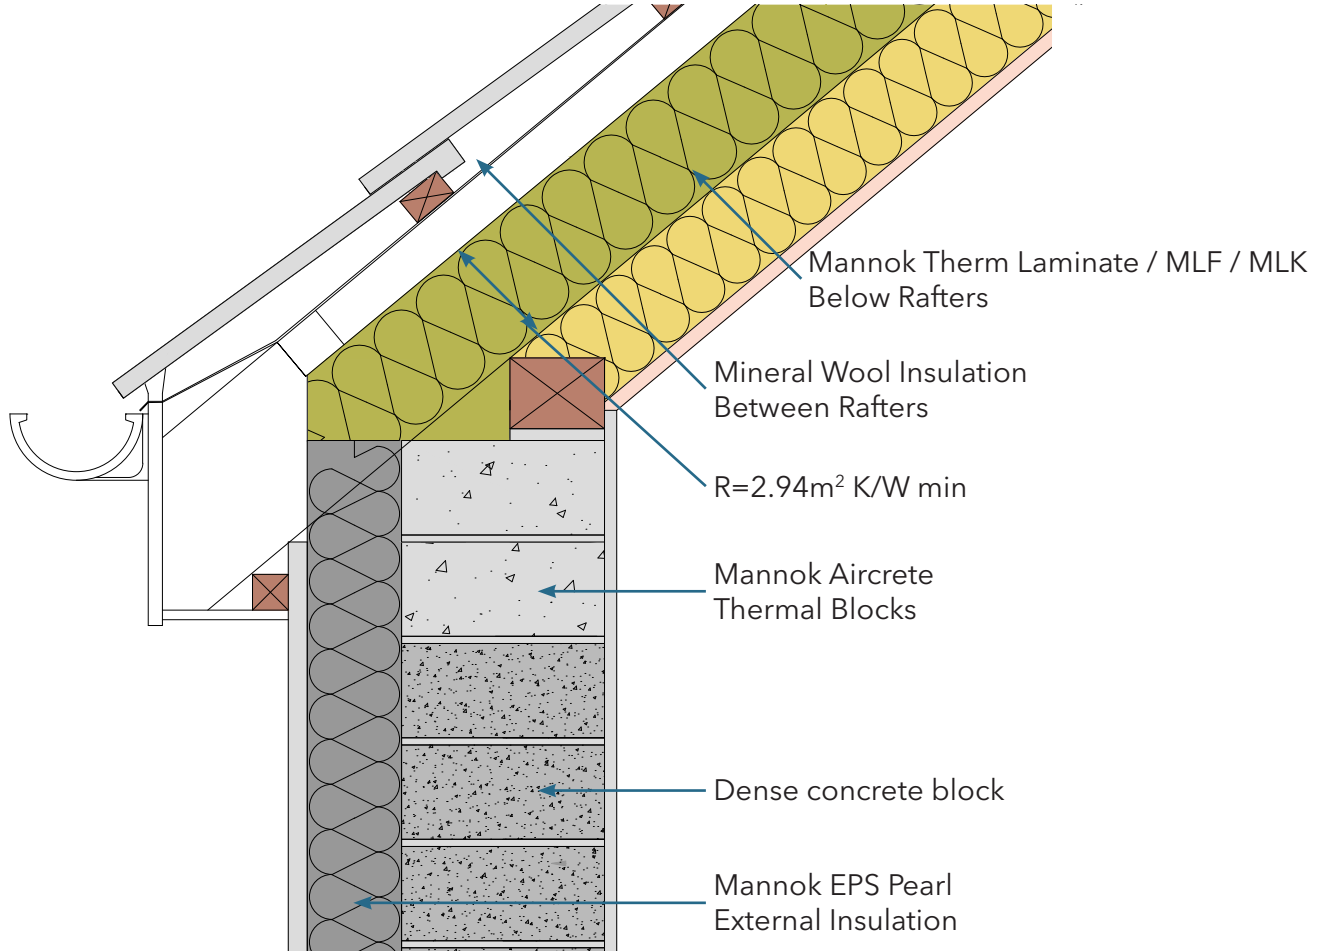 Mannok Therm Laminate / MLF / MLK
Below Rafters
Mineral Wool Insulation
Between Rafters
R=2.94m² K/W min
Mannok Aircrete
Thermal Blocks
Dense concrete block
Mannok EPS Pearl
External Insulation